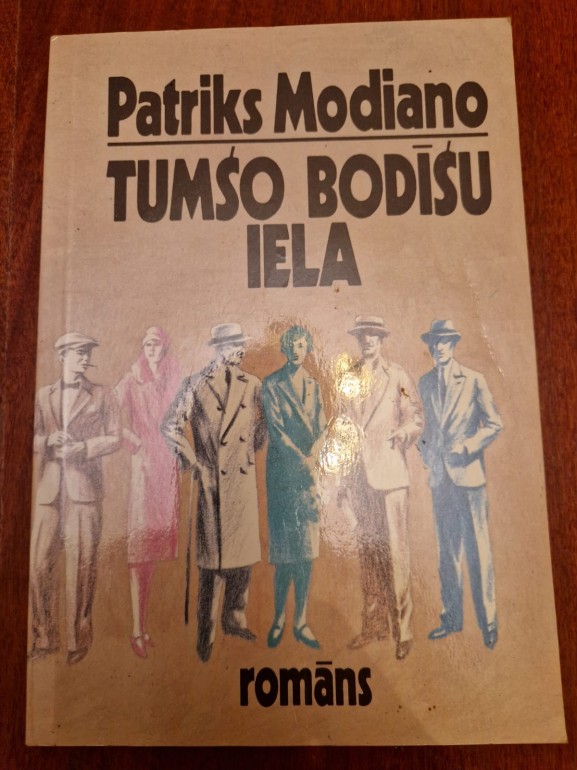 Patriks Modiano
TUMŠO BODĪŠU
IELA
romāns